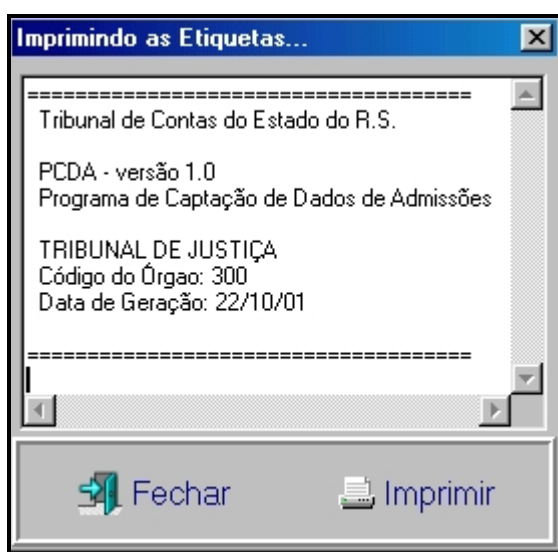 Imprimindo as Etiquetas...
=====================================
Tribunal de Contas do Estado do R.S.
PCDA - versão 1.0
Programa de Captação de Dados de Admissões
TRIBUNAL DE JUSTIÇA
Código do Órgao: 300
Data de Geração: 22/10/01
=====================================
Fechar
Imprimir